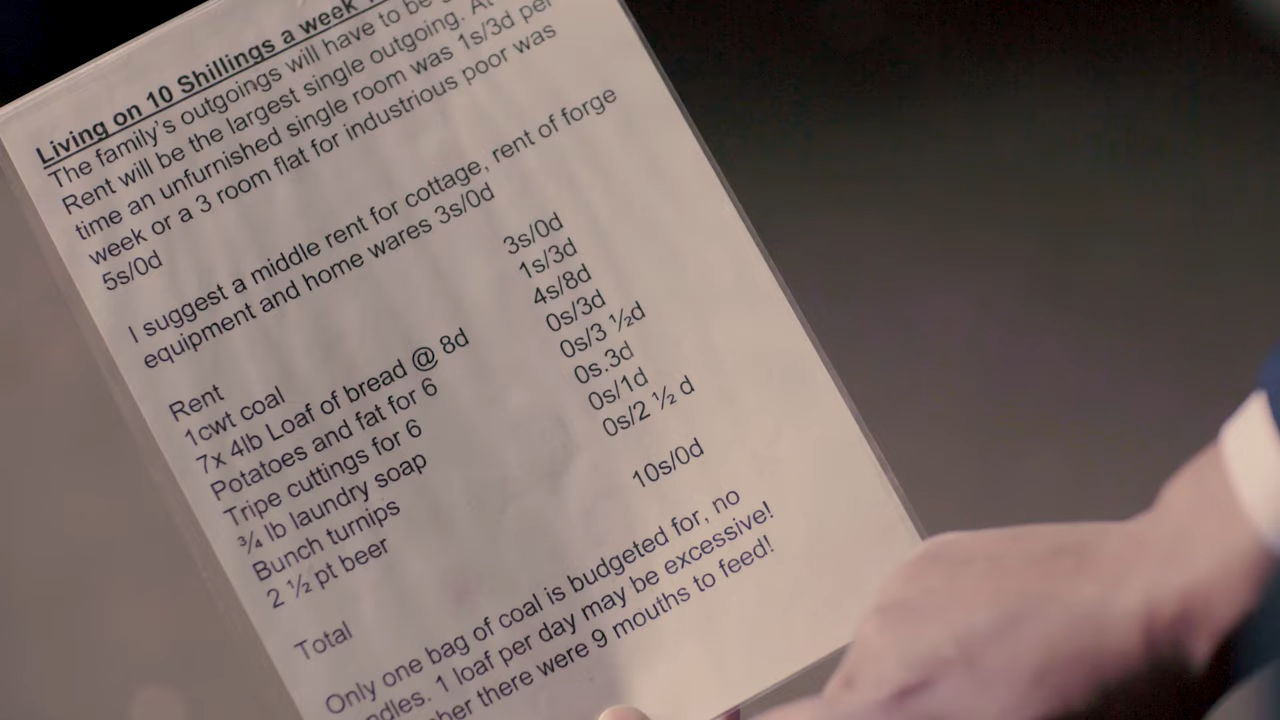 Living on 10 Shillings a week
The family's outgoings will have to be
Rent will be the largest single outgoing. At
time an unfurnished single room was 1s/3d per
week or a 3 room flat for industrious poor was
5s/0d
I suggest a middle rent for cottage, rent of forge
equipment and home wares 3s/0d
Rent 3s/0d
1cwt coal 1s/3d
7x 4lb Loaf of bread @ 8d 4s/8d
Potatoes and fat for 6 0s/3d
Tripe cuttings for 6 0s/3 ½d
¾ lb laundry soap 0s.3d
Bunch turnips 0s/1d
2 ½ pt beer 0s/2 ½ d
Total 10s/0d
Only one bag of coal is budgeted for, no
ndles. 1 loaf per day may be excessive!
ber there were 9 mouths to feed!